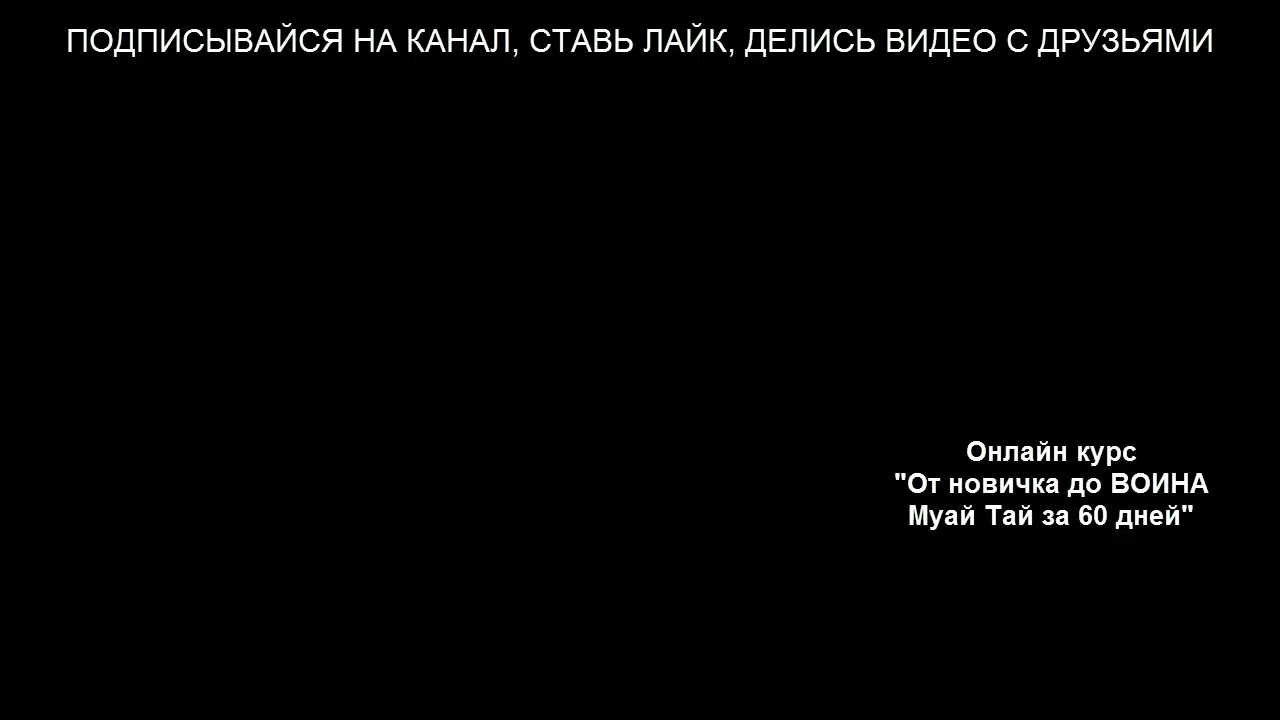 ПОДПИСЫВАЙСЯ НА КАНАЛ, СТАВЬ ЛАЙК, ДЕЛИСЬ ВИДЕО С ДРУЗЬЯМИ
Онлайн курс
"От новичка до ВОИНА
Муай Тай за 60 дней"